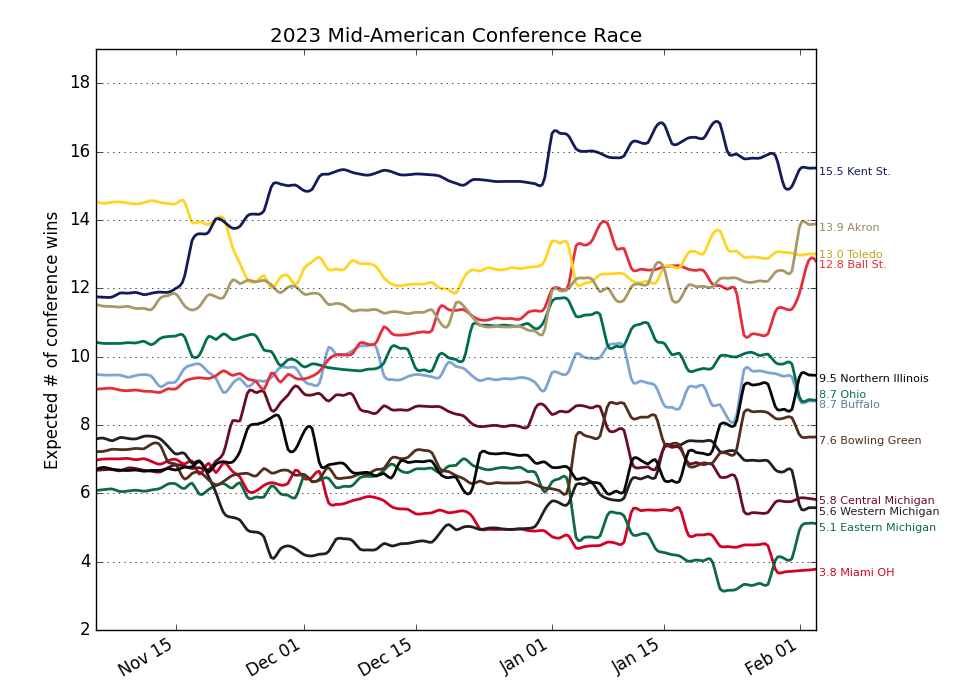 2023 Mid-American Conference Race
Expected # of conference wins
18
16
14
12
10
8
6
4
2
Nov 15
Dec 01
Dec 15
Jan 01
Jan 15
Feb 01
15.5 Kent St.
13.9 Akron
13.0 Toledo
12.8 Ball St.
9.5 Northern Illinois
8.7 Ohio
8.7 Buffalo
7.6 Bowling Green
5.8 Central Michigan
5.6 Western Michigan
5.1 Eastern Michigan
3.8 Miami OH